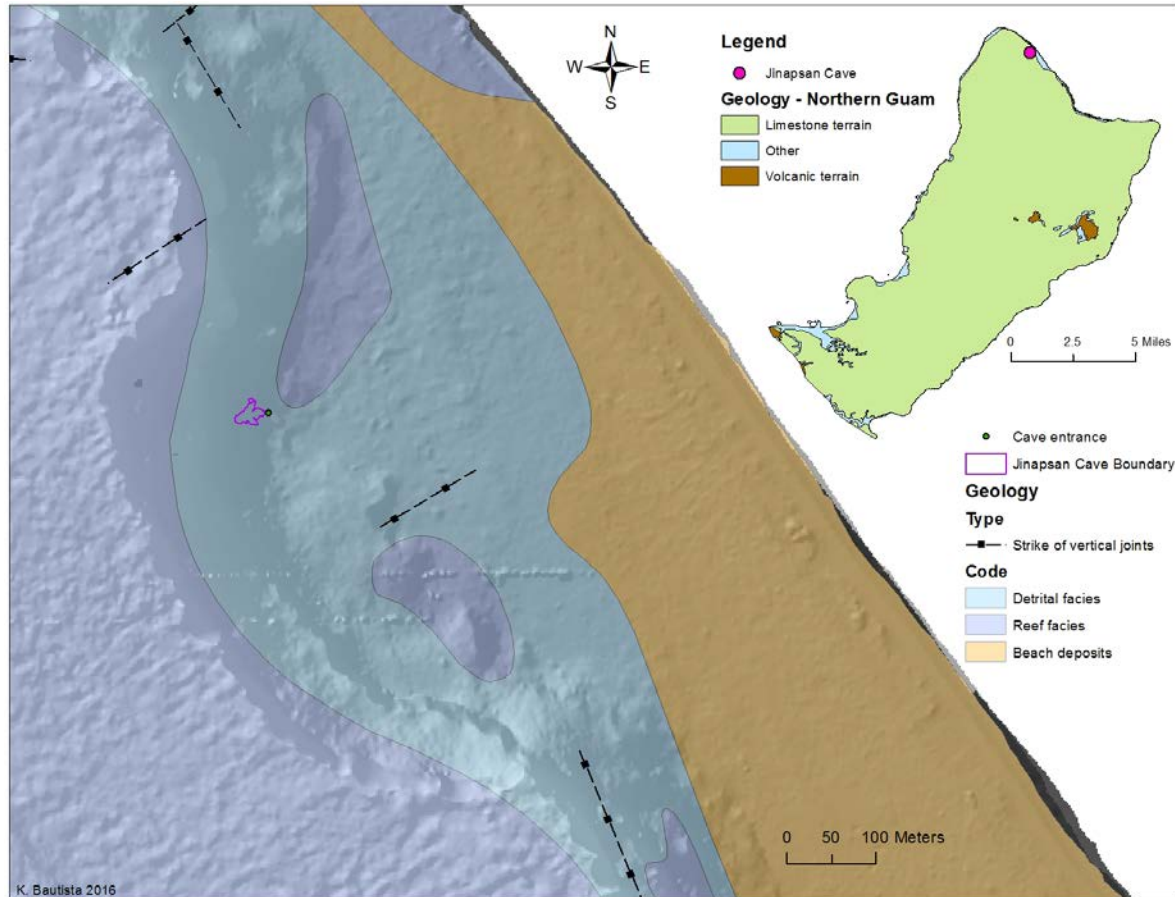 N
W E
S
Legend
Jinapsan Cave
Geology - Northern Guam
Limestone terrain
Other
Volcanic terrain
0 2.5 5 Miles
Cave entrance
Jinapsan Cave Boundary
Geology
Type
Strike of vertical joints
Code
Detrital facies
Reef facies
Beach deposits
0 50 100 Meters
K. Bautista 2016